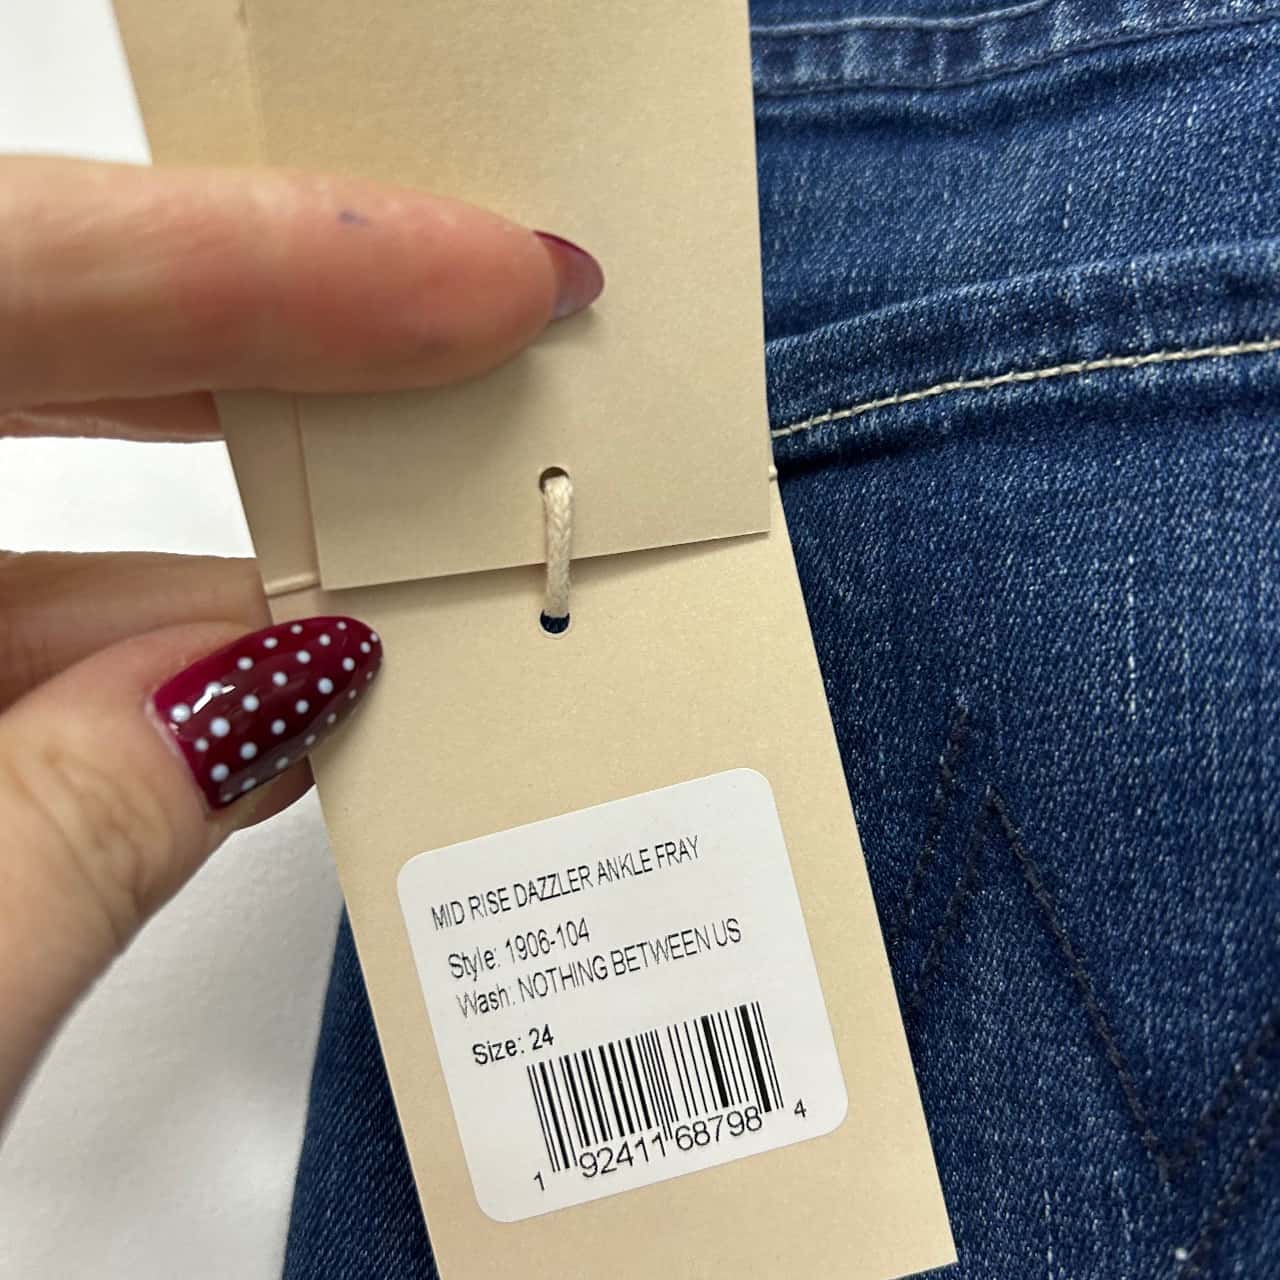 MID RISE DAZZLER ANKLE FRAY
Style: 1906-104
Wash: NOTHING BETWEEN US
Size: 24
1 92411 68798 4